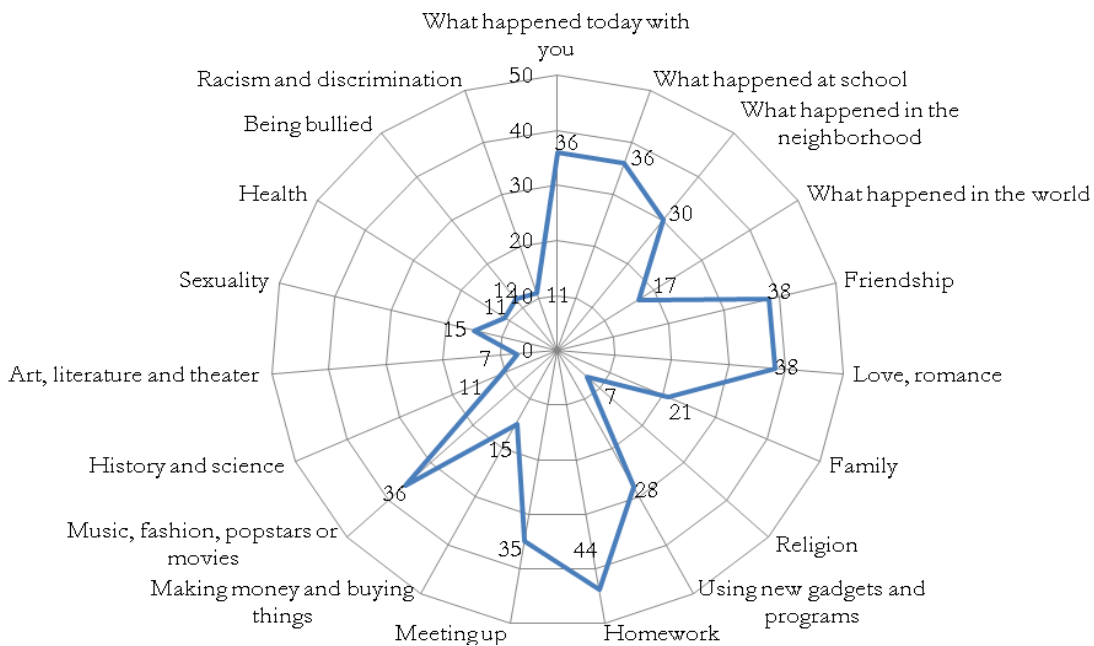 What happened today with
you
Racism and discrimination
50
What happened at school
Being bullied
What happened in the
neighborhood
40
36
36
Health
30
30
What happened in the world
20
Sexuality
17
Friendship
38
12
10
11
11
15
0
7
38
Art, literature and theater
11
Love, romance
7
21
History and science
15
Family
36
28
Music, fashion, popstars or
movies
35
44
Religion
Making money and buying
things
Using new gadgets and
programs
Meeting up
Homework